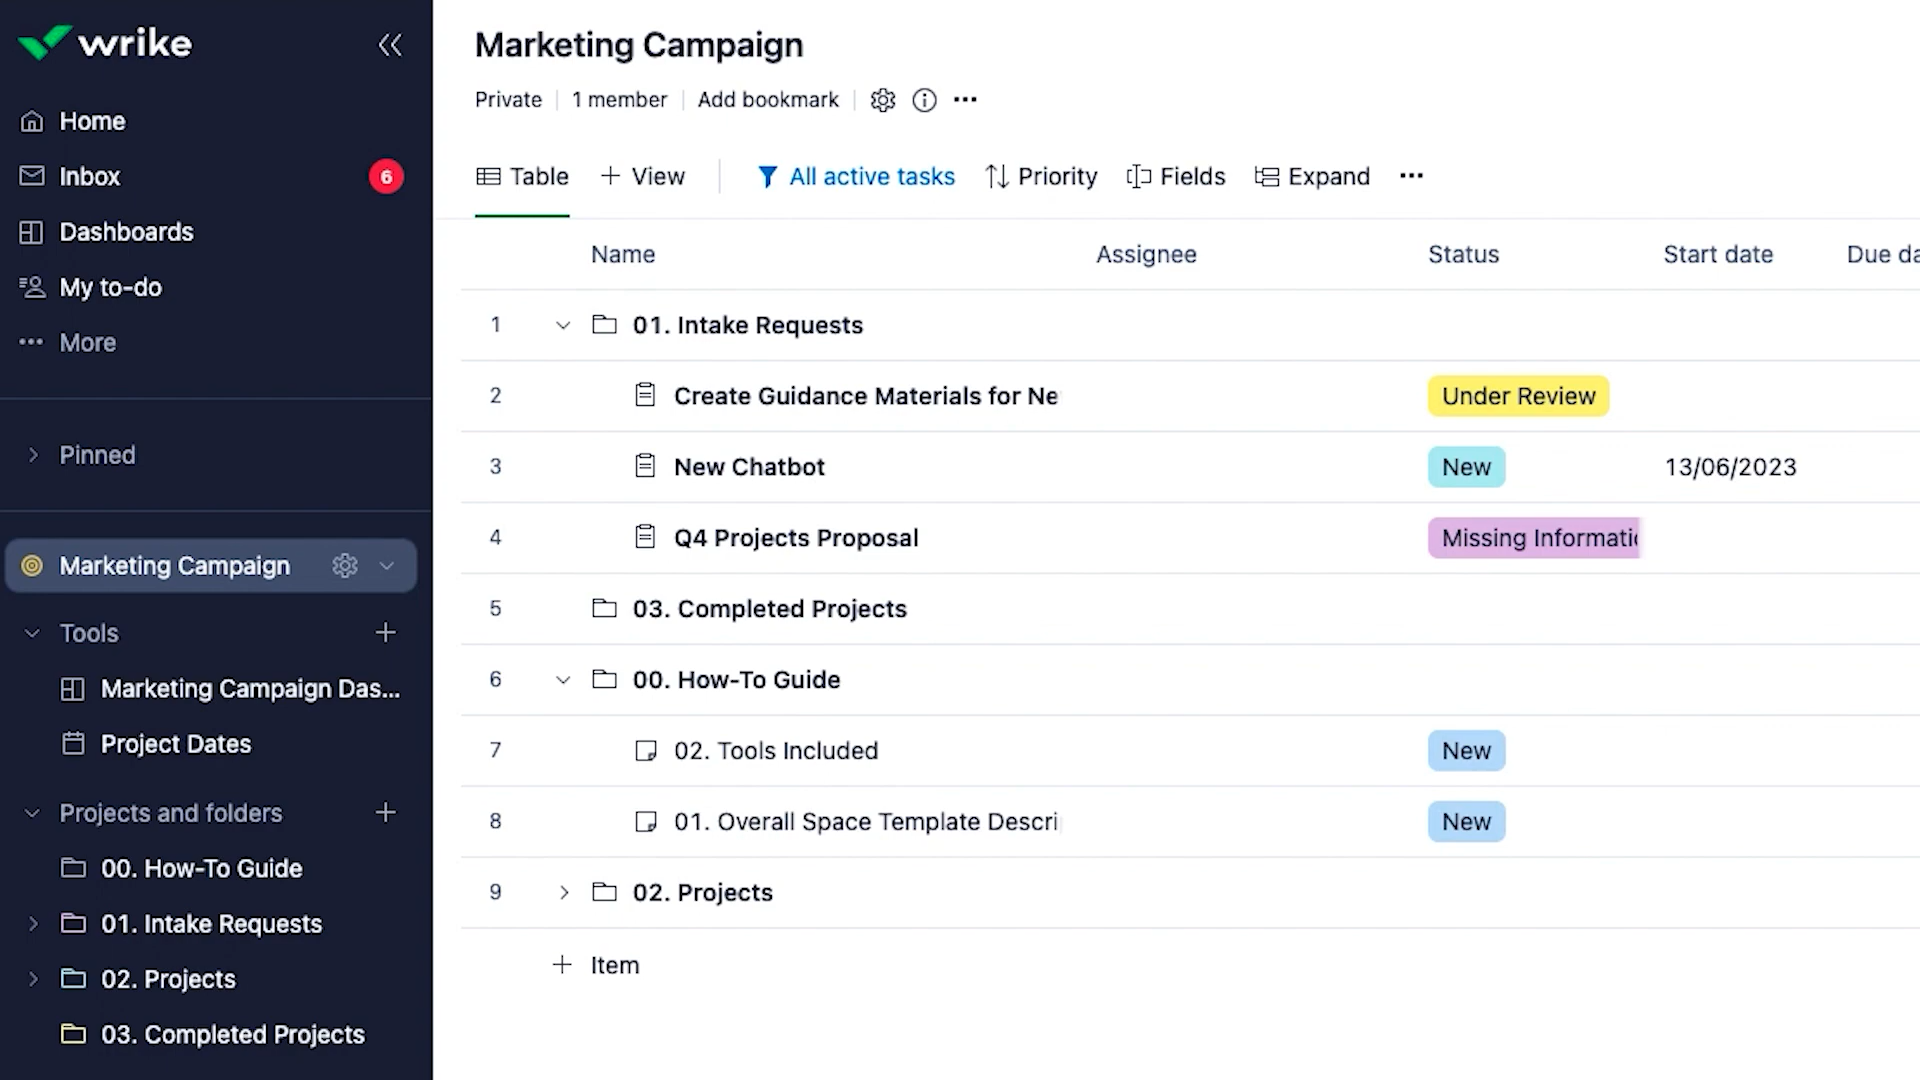 wrike
Home
Inbox 6
Dashboards
My to-do
More
Pinned
Marketing Campaign
Tools
Marketing Campaign Das...
Project Dates
Projects and folders
00. How-To Guide
01. Intake Requests
02. Projects
03. Completed Projects
Marketing Campaign
Private 1 member Add bookmark
Table View All active tasks Priority Fields Expand
Name Assignee Status Start date Due da
1 01. Intake Requests
2 Create Guidance Materials for Ne Under Review
3 New Chatbot New 13/06/2023
4 Q4 Projects Proposal Missing Informati
5 03. Completed Projects
6 00. How-To Guide
7 02. Tools Included New
8 01. Overall Space Template Descri New
9 02. Projects
Item